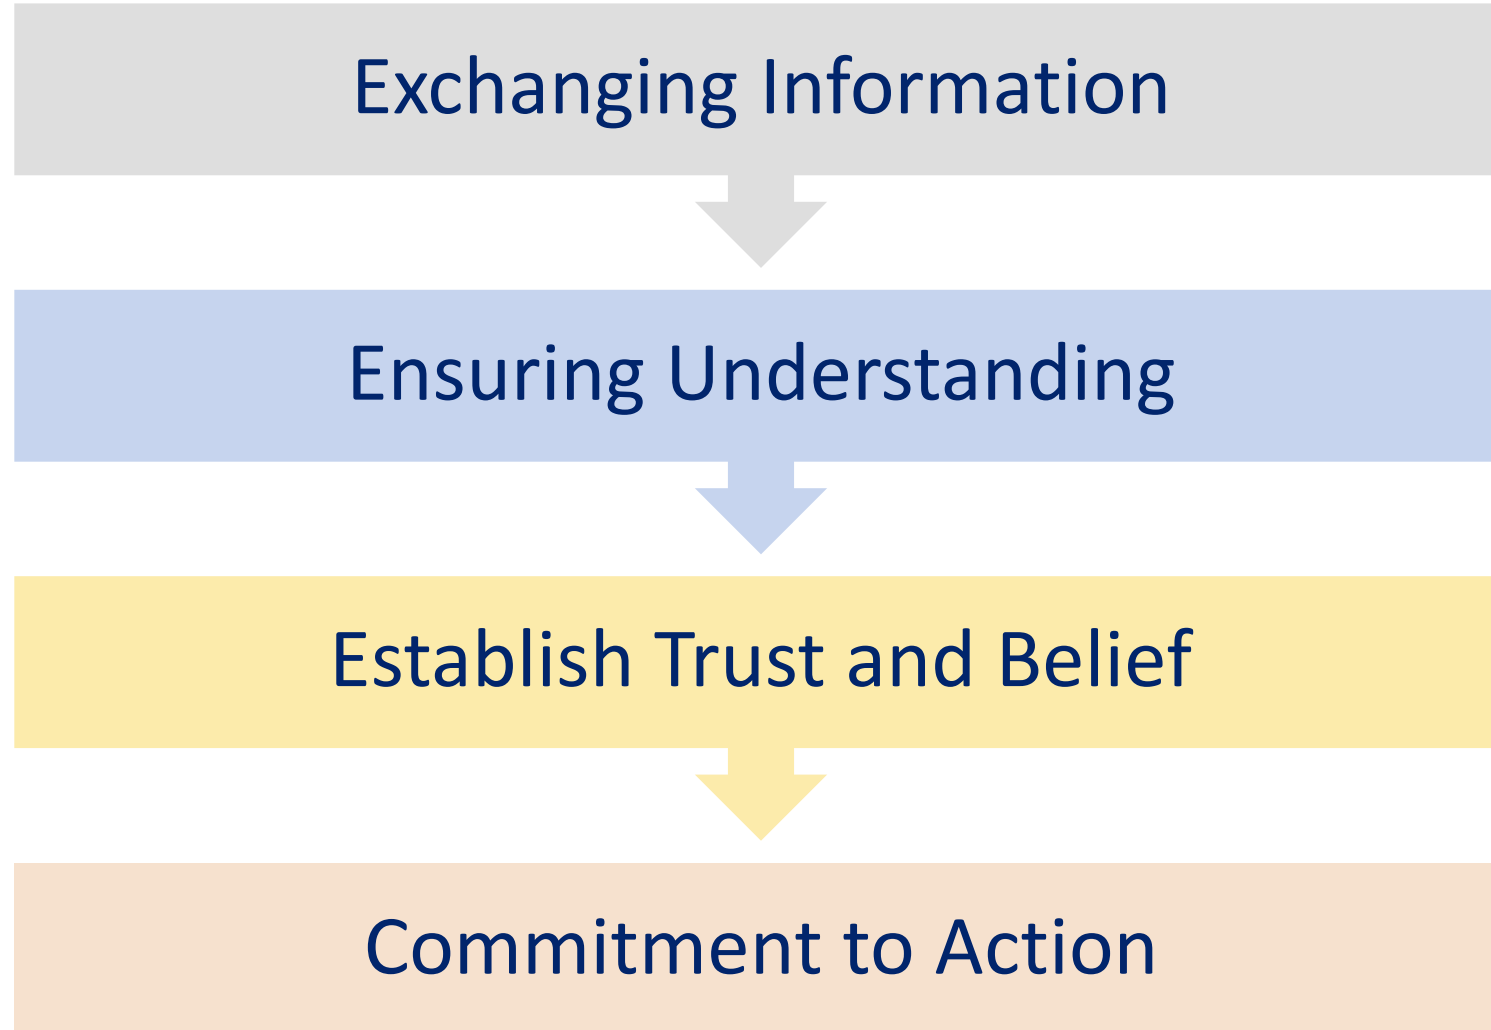 Exchanging Information
Ensuring Understanding
Establish Trust and Belief
Commitment to Action